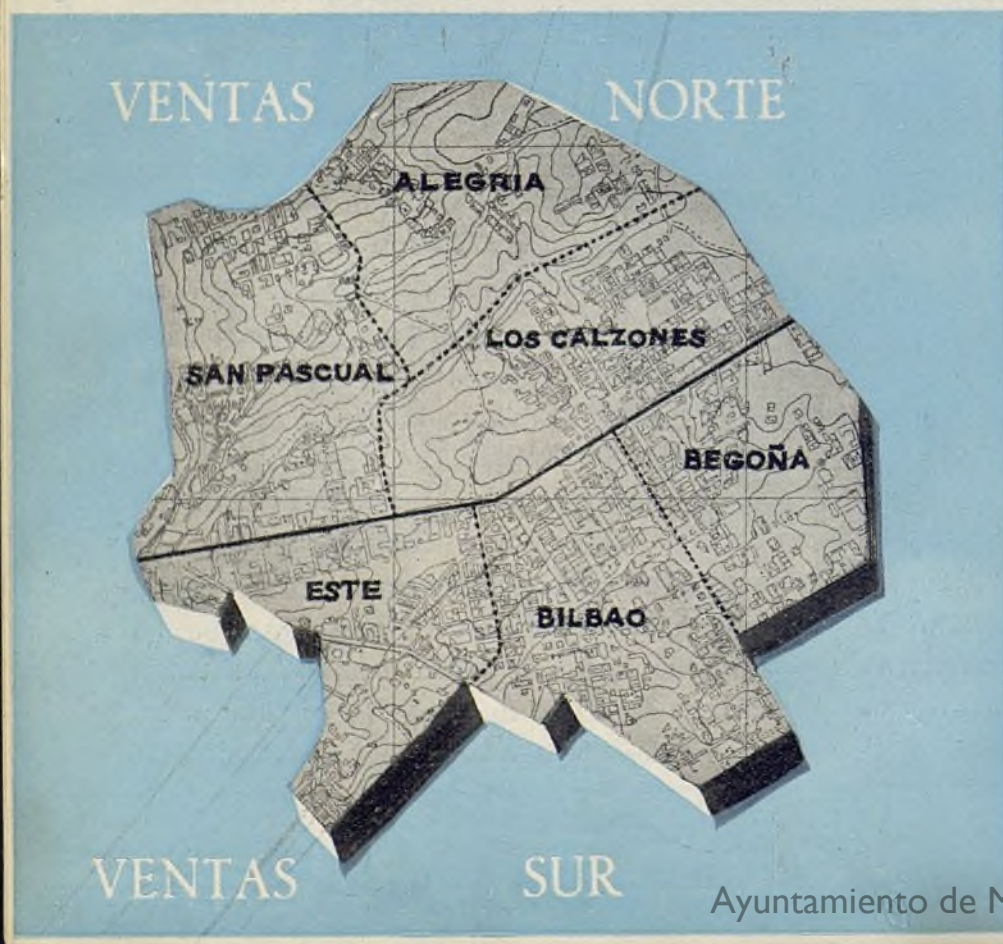 VENTAS NORTE
ALEGRIA
LOS CALZONES
SAN PASCUAL
BEGOÑA
ESTE
BILBAO
VENTAS SUR
Ayuntamiento de M